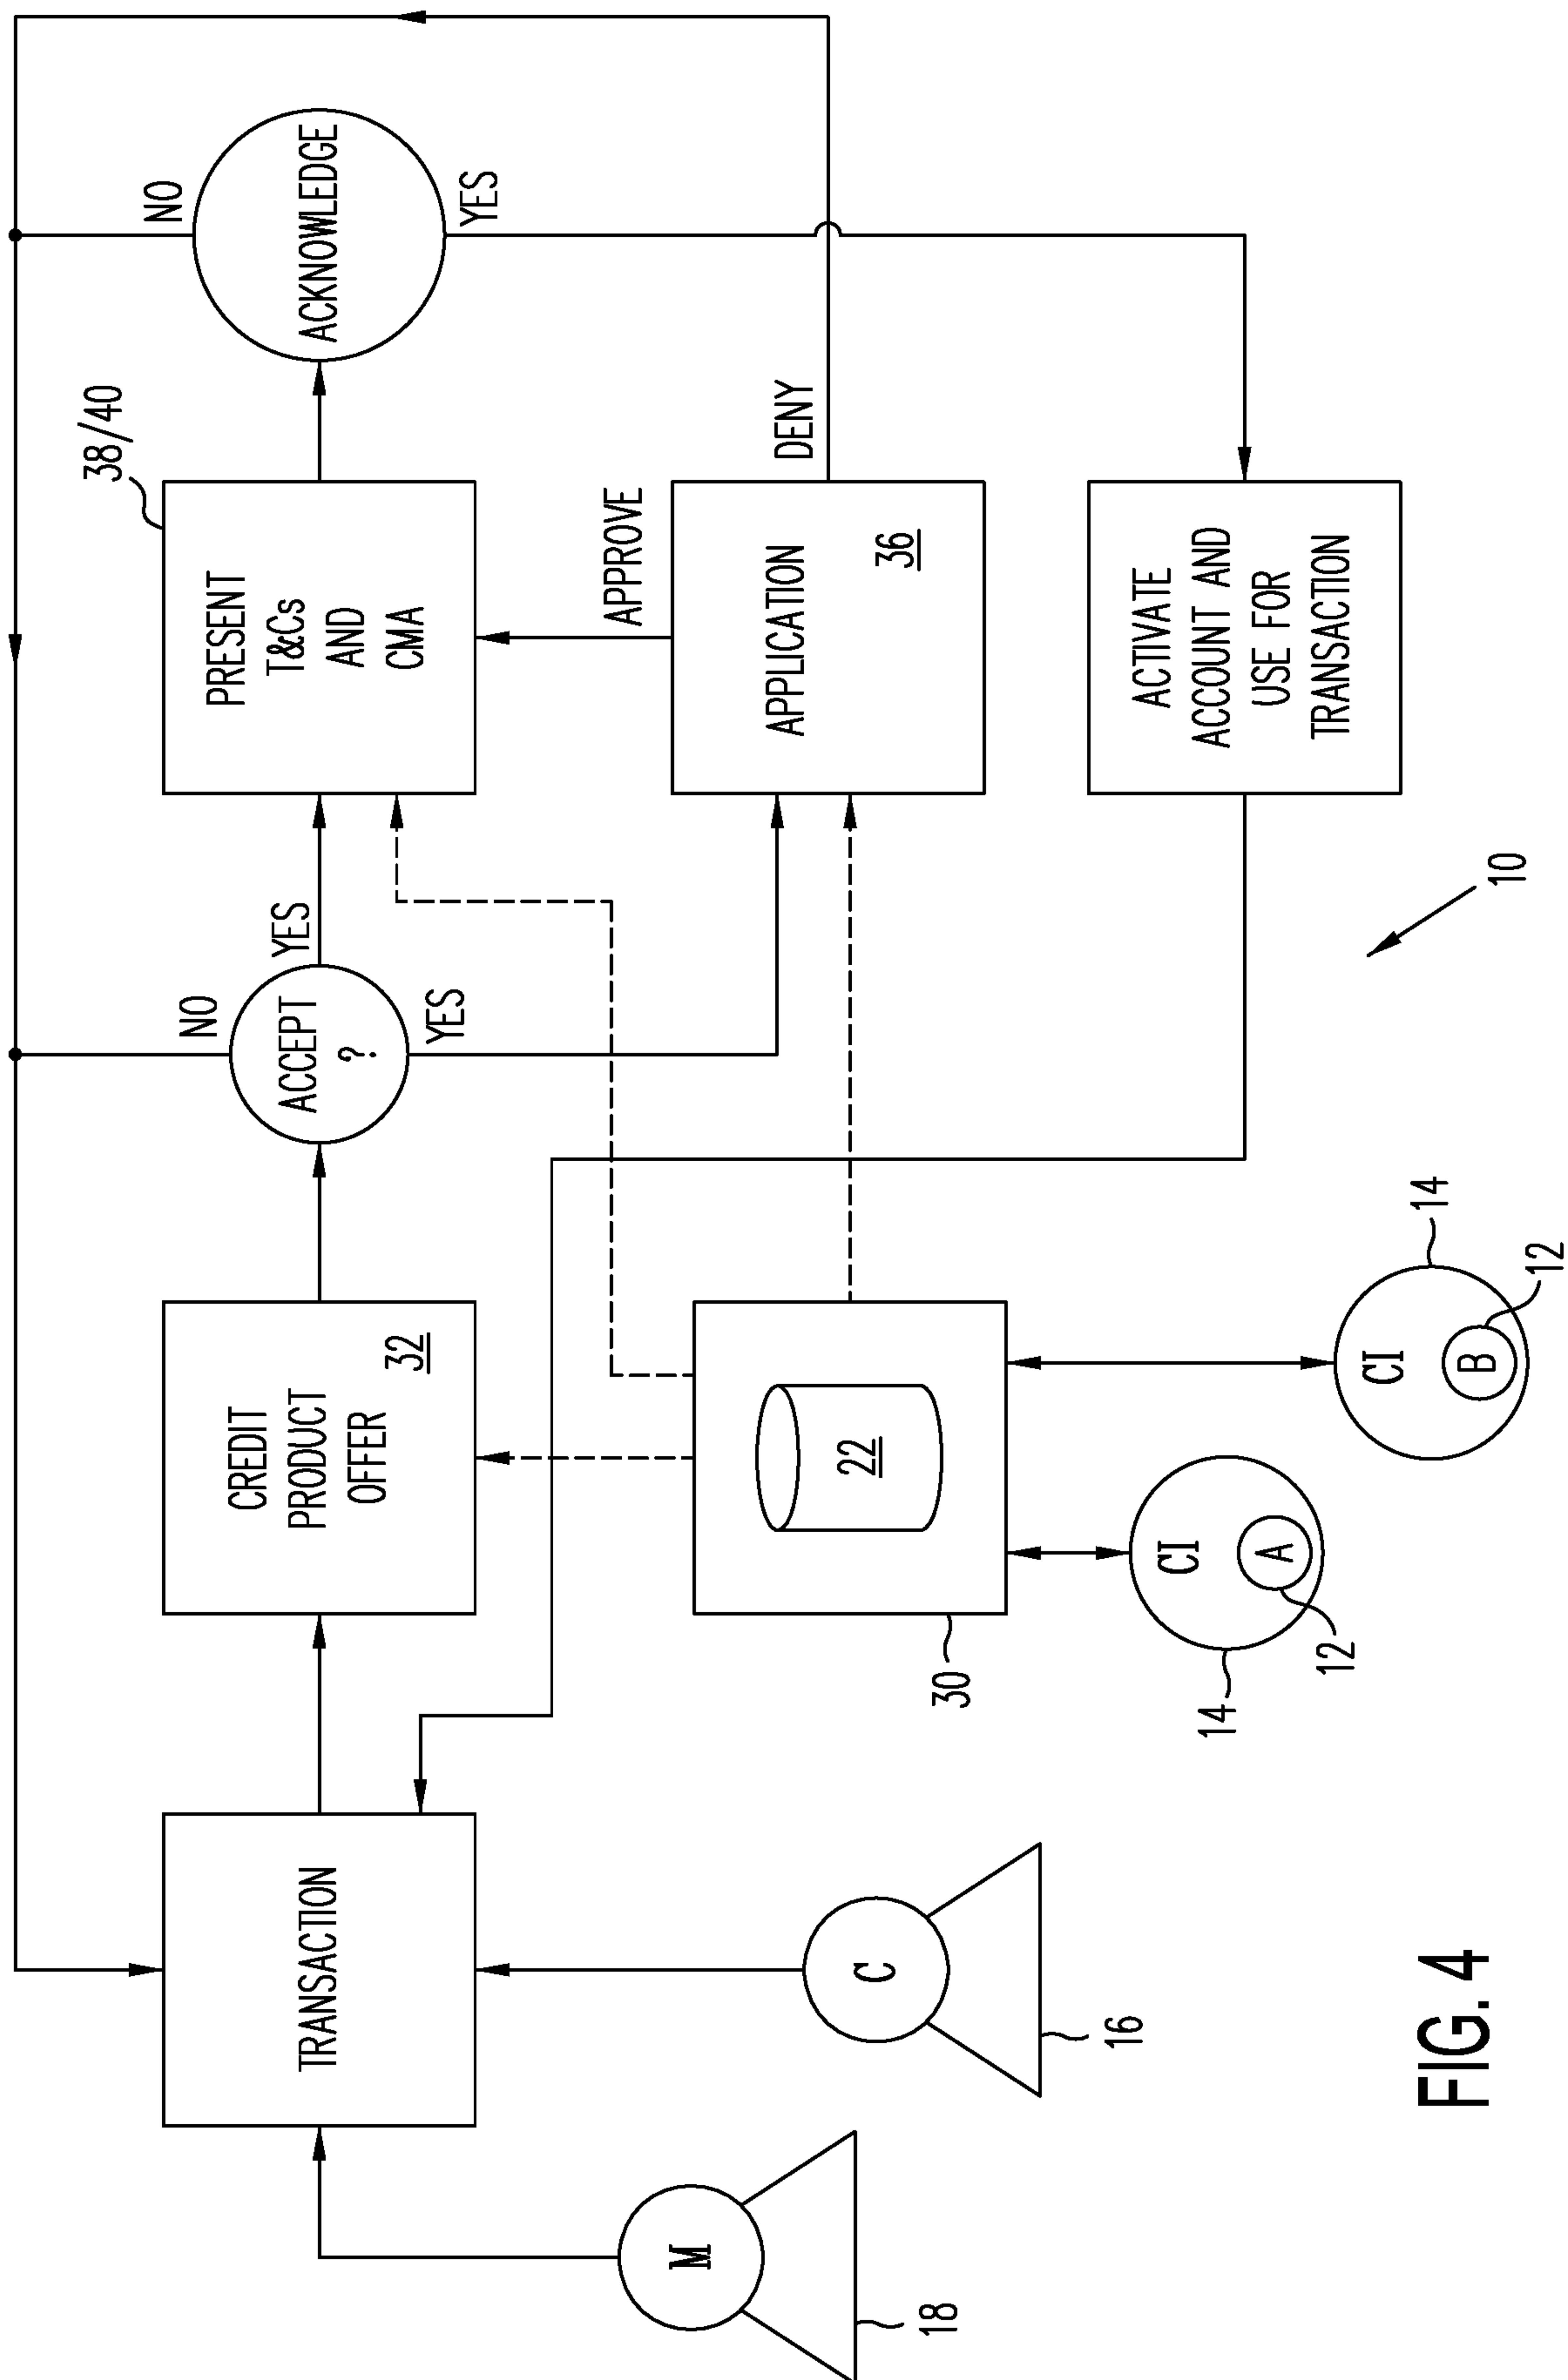 NO
NO
38/40
TRANSACTION
CREDIT
PRODUCT
OFFER
32
ACCEPT
?
YES
YES
PRESENT
T&Cs
AND
CMA
ACKNOWLEDGE
YES
APPROVE
DENY
M
18
C
16
22
30
APPLICATION
36
CI
A
14
12
CI
B
14
12
ACTIVATE
ACCOUNT AND
USE FOR
TRANSACTION
10
FIG. 4